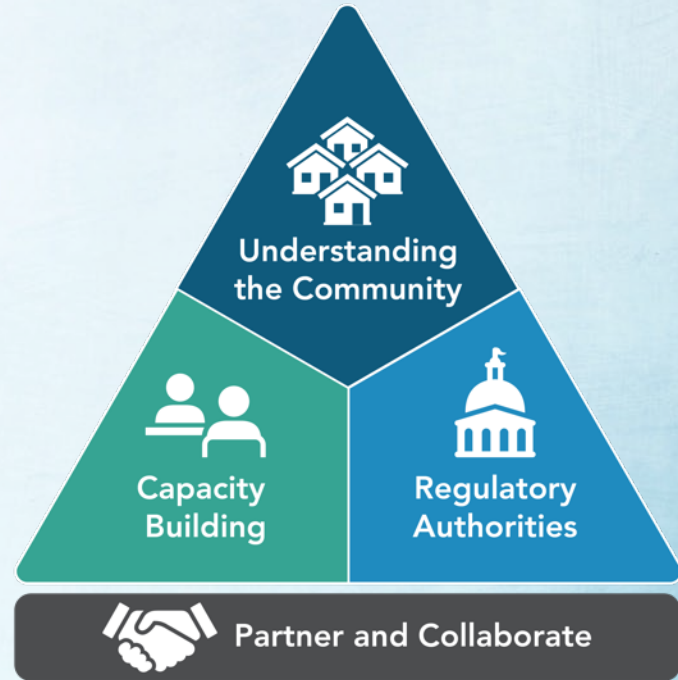 Understanding
the Community
Capacity
Building
Regulatory
Authorities
Partner and Collaborate